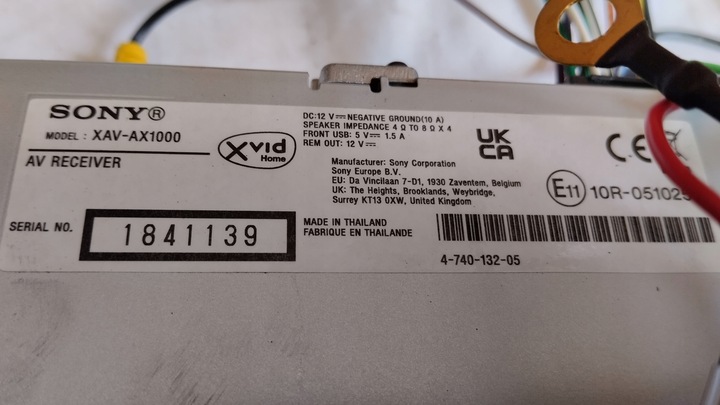 SONY®
MODEL : XAV-AX1000
AV RECEIVER
Xvid
Home
DC:12 V⎓NEGATIVE GROUND(10 A)
SPEAKER IMPEDANCE 4 Ω TO 8 Ω X 4
FRONT USB: 5 V⎓ 1.5 A
REM OUT: 12 V⎓
Manufacturer: Sony Corporation
Sony Europe B.V.
EU: Da Vincilaan 7-D1, 1930 Zaventem, Belgium
UK: The Heights, Brooklands, Weybridge,
Surrey KT13 0XW, United Kingdom
UK
CA
CE
E11
10R-051025
SERIAL NO.
1841139
MADE IN THAILAND
FABRIQUE EN THAILANDE
4-740-132-05